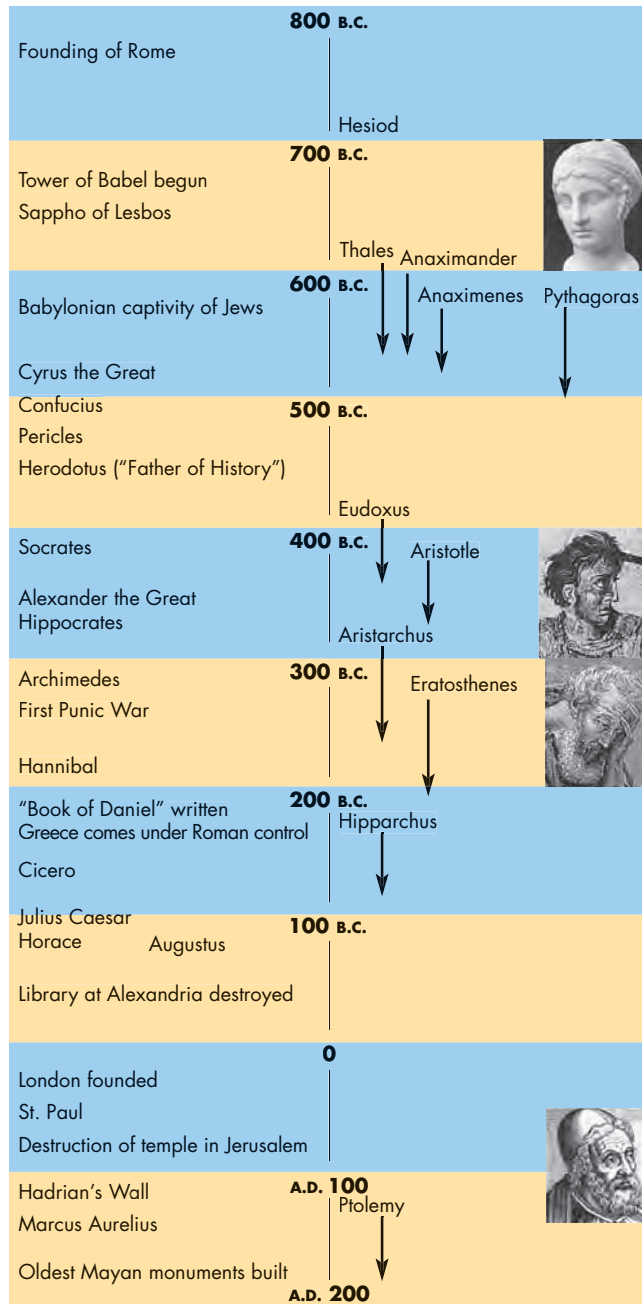 800 B.C.
Founding of Rome
Hesiod
700 B.C.
Tower of Babel begun
Sappho of Lesbos
Thales
Anaximander
600 B.C.
Babylonian captivity of Jews
Anaximenes
Pythagoras
Cyrus the Great
Confucius
500 B.C.
Pericles
Herodotus (“Father of History”)
Eudoxus
400 B.C.
Socrates
Aristotle
Alexander the Great
Hippocrates
Aristarchus
300 B.C.
Archimedes
Eratosthenes
First Punic War
Hannibal
200 B.C.
“Book of Daniel” written
Greece comes under Roman control
Hipparchus
Cicero
Julius Caesar
100 B.C.
Horace
Augustus
Library at Alexandria destroyed
0
London founded
St. Paul
Destruction of temple in Jerusalem
A.D. 100
Hadrian’s Wall
Ptolemy
Marcus Aurelius
Oldest Mayan monuments built
A.D. 200